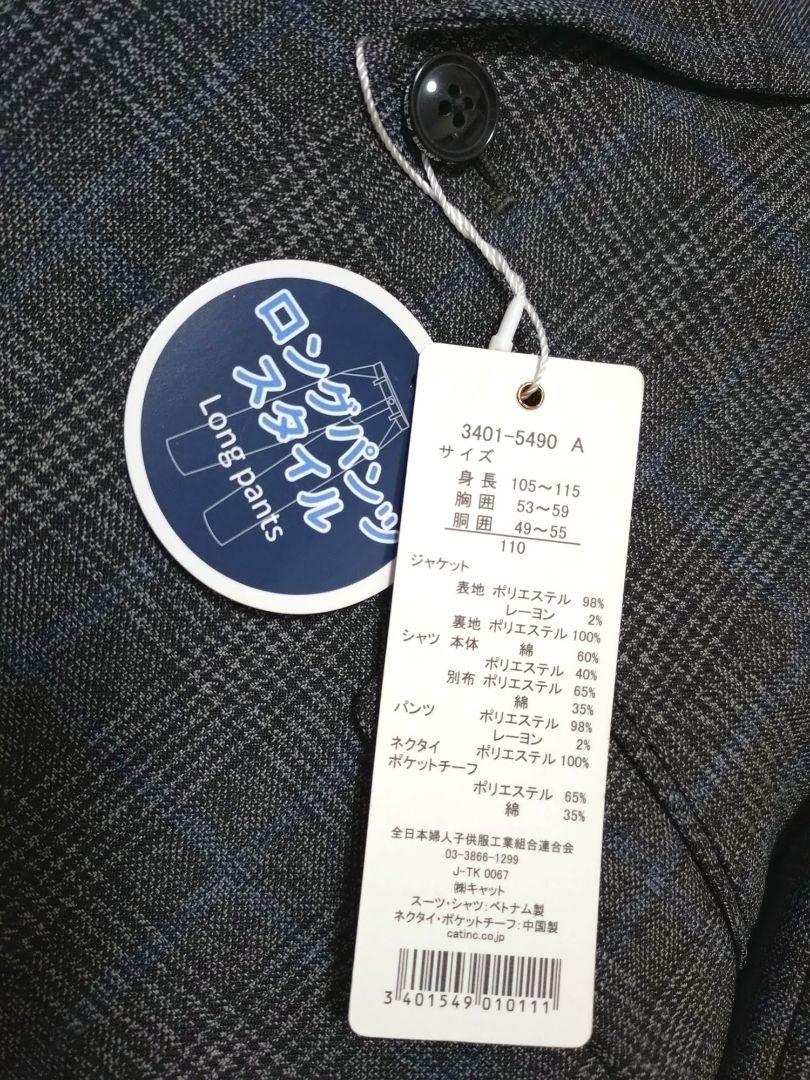 ロングパンツ
スタイル
Long pants
3401-5490 A
サイズ
身長 105～115
胸囲 53～59
胴囲 49～55
110
ジャケット
表地 ポリエステル 98%
レーヨン 2%
裏地 ポリエステル 100%
シャツ 本体 綿 60%
ポリエステル 40%
別布 ポリエステル 65%
綿 35%
パンツ ポリエステル 98%
レーヨン 2%
ネクタイ ポリエステル 100%
ポケットチーフ
ポリエステル 65%
綿 35%
全日本婦人子供服工業組合連合会
03-3866-1299
J-TK 0067
㈱キャット
スーツ・シャツ:ベトナム製
ネクタイ・ポケットチーフ:中国製
catinc.co.jp
3 401549 010111